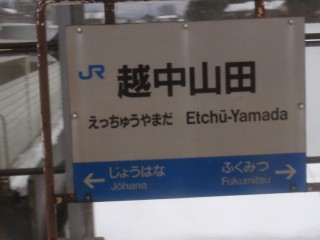 JR 越中山田
えっちゅうやまだ Etchū-Yamada
じょうはな ふくみつ
← Jōhana Fukumitsu →